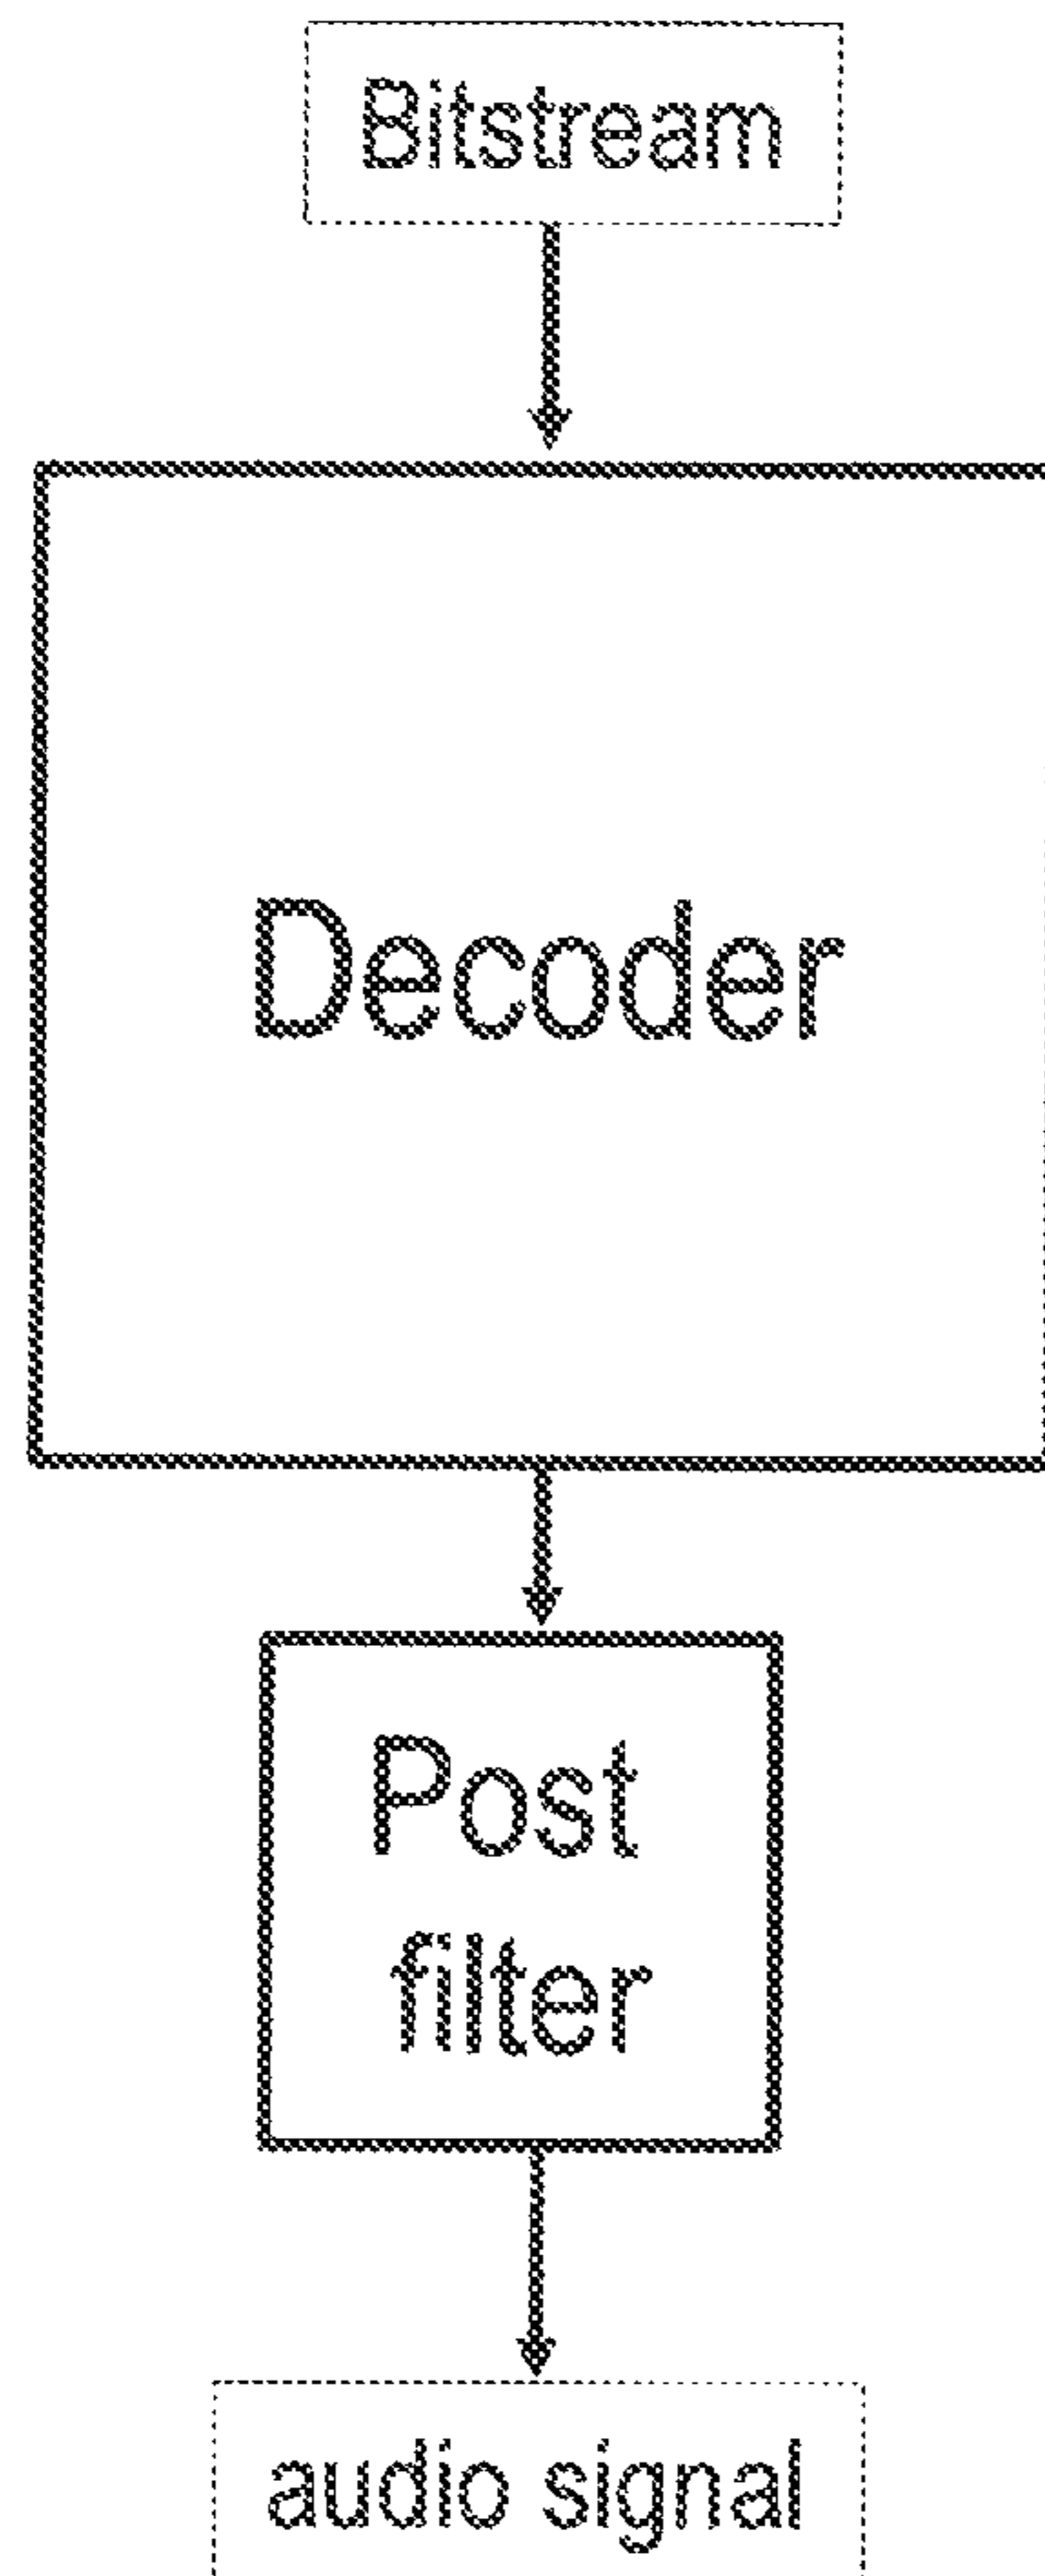 Bitstream
Decoder
Post
filter
audio signal